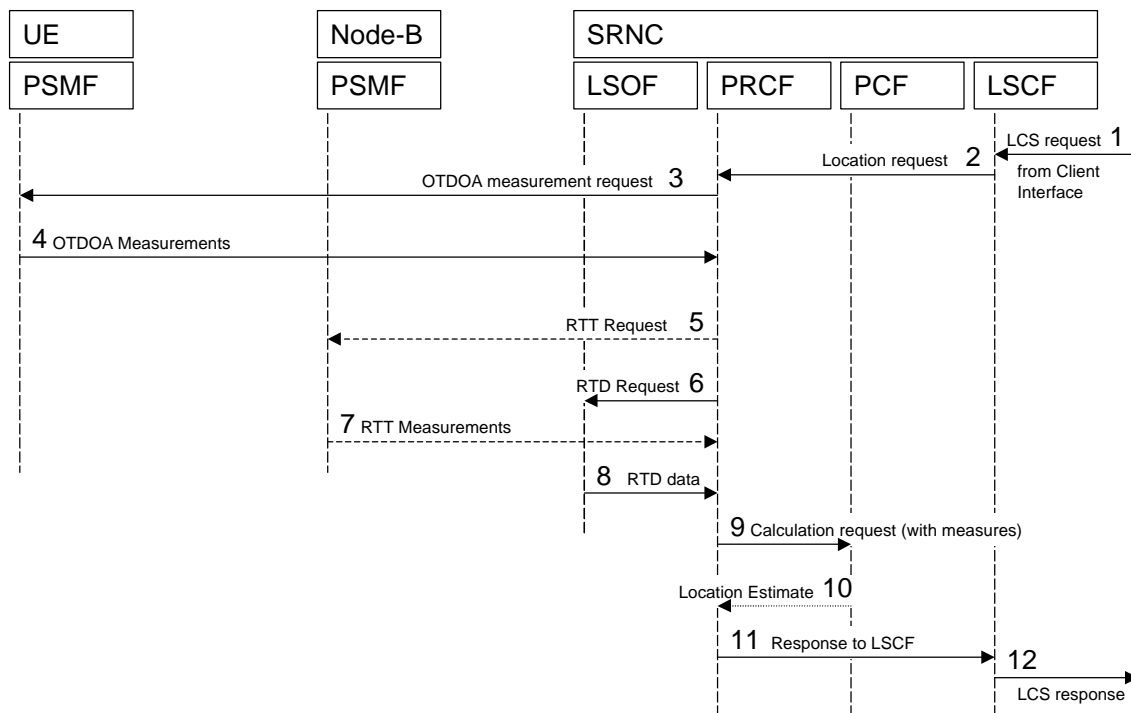 UE
Node-B
SRNC
PSMF
PSMF
LSOF
PRCF
PCF
LSCF
LCS request 1
from Client
Interface
Location request 2
OTDOA measurement request 3
4 OTDOA Measurements
RTT Request 5
RTD Request 6
7 RTT Measurements
8 RTD data
9 Calculation request (with measures)
Location Estimate 10
11 Response to LSCF
12
LCS response